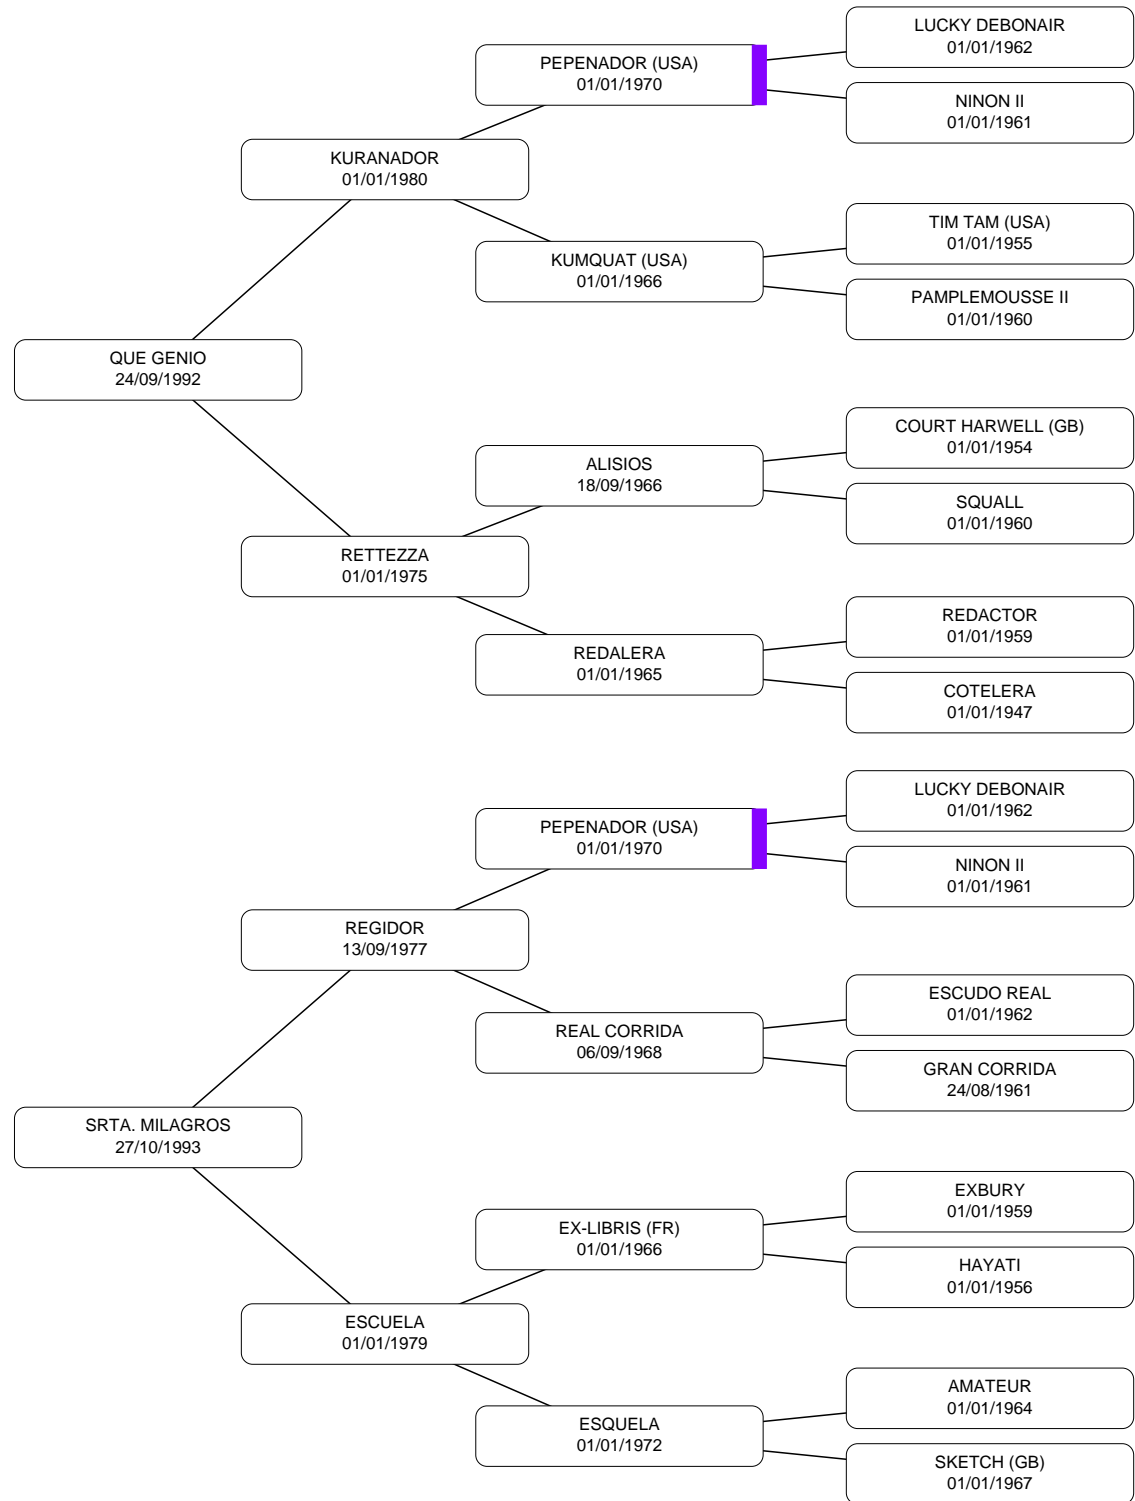 LUCKY DEBONAIR
01/01/1962
PEPENADOR (USA)
01/01/1970
NINON II
01/01/1961
KURANADOR
01/01/1980
TIM TAM (USA)
01/01/1955
KUMQUAT (USA)
01/01/1966
PAMPLEMOUSSE II
01/01/1960
QUE GENIO
24/09/1992
COURT HARWELL (GB)
01/01/1954
ALISIOS
18/09/1966
SQUALL
01/01/1960
RETTEZZA
01/01/1975
REDACTOR
01/01/1959
REDALERA
01/01/1965
COTELERA
01/01/1947
LUCKY DEBONAIR
01/01/1962
PEPENADOR (USA)
01/01/1970
NINON II
01/01/1961
REGIDOR
13/09/1977
ESCUDO REAL
01/01/1962
REAL CORRIDA
06/09/1968
GRAN CORRIDA
24/08/1961
SRTA. MILAGROS
27/10/1993
EXBURY
01/01/1959
EX-LIBRIS (FR)
01/01/1966
HAYATI
01/01/1956
ESCUELA
01/01/1979
AMATEUR
01/01/1964
ESQUELA
01/01/1972
SKETCH (GB)
01/01/1967